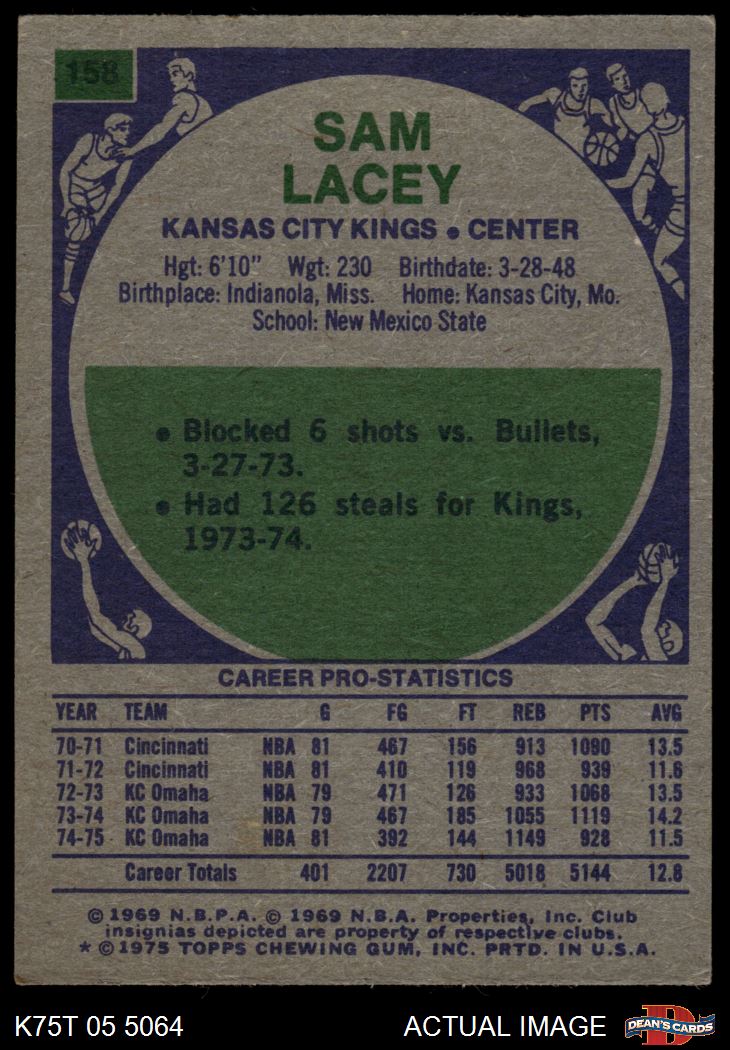 158
SAM
LACEY
KANSAS CITY KINGS • CENTER
Hgt: 6'10" Wgt: 230 Birthdate: 3-28-48
Birthplace: Indianola, Miss. Home: Kansas City, Mo.
School: New Mexico State
• Blocked 6 shots vs. Bullets,
3-27-73.
• Had 126 steals for Kings,
1973-74.
CAREER PRO-STATISTICS
YEAR TEAM G FG FT REB PTS AVG
70-71 Cincinnati NBA 81 467 156 913 1090 13.5
71-72 Cincinnati NBA 81 410 119 968 939 11.6
72-73 KC Omaha NBA 79 471 126 933 1068 13.5
73-74 KC Omaha NBA 79 467 185 1055 1119 14.2
74-75 KC Omaha NBA 81 392 144 1149 928 11.5
Career Totals 401 2207 730 5018 5144 12.8
© 1969 N.B.P.A. © 1969 N.B.A. Properties, Inc. Club
insignias depicted are property of respective clubs.
* © 1975 TOPPS CHEWING GUM, INC. PRTD. IN U.S.A.
K75T 05 5064 ACTUAL IMAGE D DEAN'S CARDS